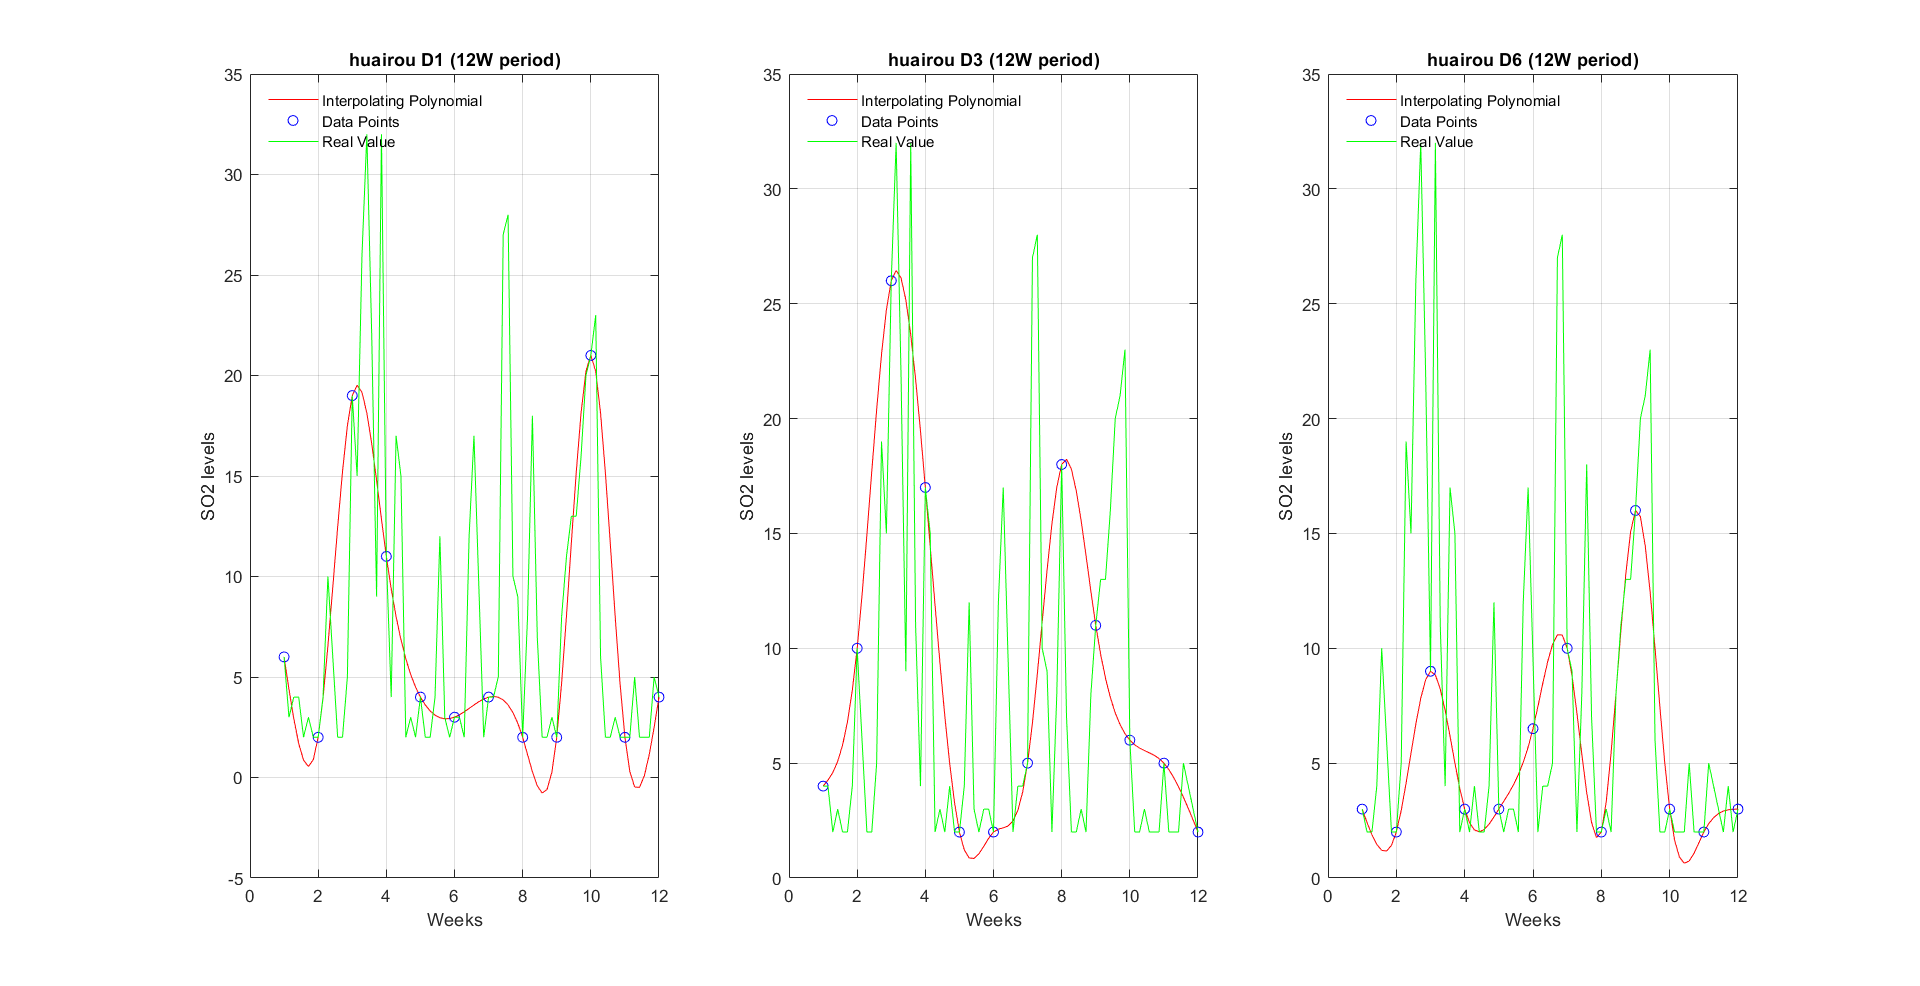 huairou D1 (12W period)
35
30
25
20
15
10
5
0
-5
SO2 levels
Interpolating Polynomial
Data Points
Real Value
0 2 4 6 8 10 12
Weeks
huairou D3 (12W period)
35
30
25
20
15
10
5
0
SO2 levels
Interpolating Polynomial
Data Points
Real Value
0 2 4 6 8 10 12
Weeks
huairou D6 (12W period)
35
30
25
20
15
10
5
0
SO2 levels
Interpolating Polynomial
Data Points
Real Value
0 2 4 6 8 10 12
Weeks